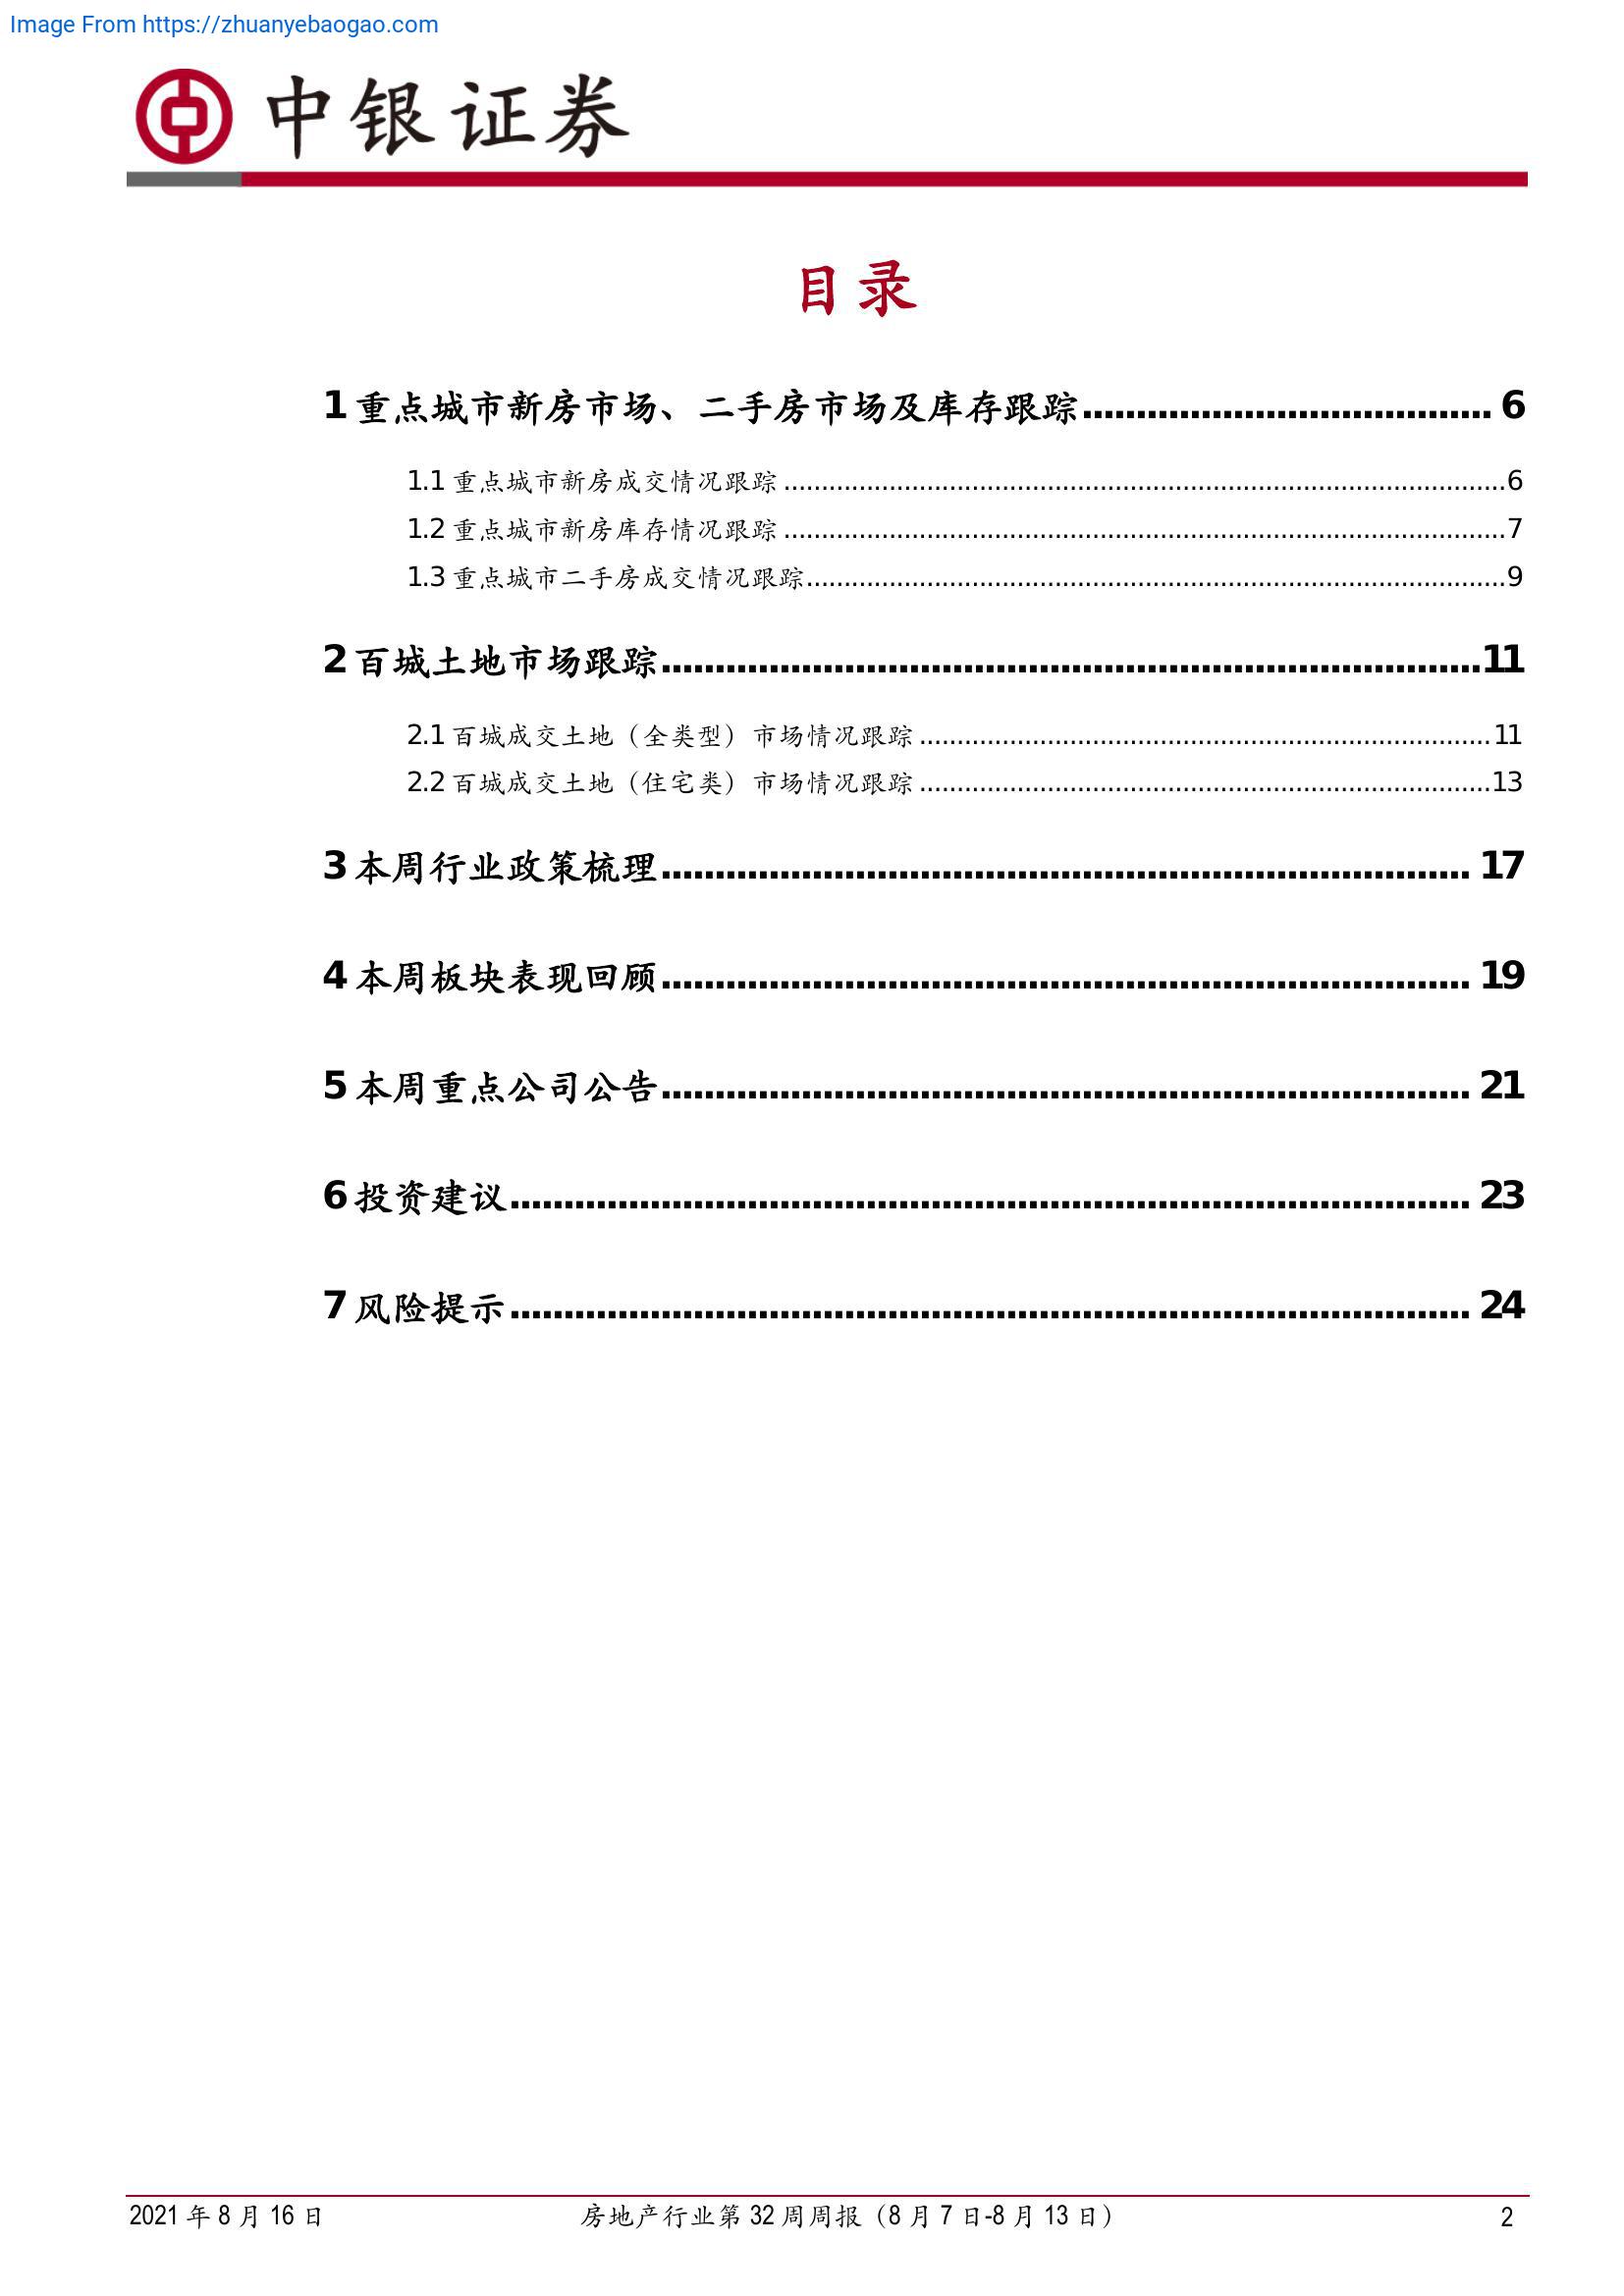 Image From https://zhuanyebaogao.com
中银证券
目录
1 重点城市新房市场、二手房市场及库存跟踪...................................... 6
1.1 重点城市新房成交情况跟踪 ................................................................................................6
1.2 重点城市新房库存情况跟踪 ................................................................................................7
1.3 重点城市二手房成交情况跟踪.............................................................................................9
2 百城土地市场跟踪............................................................................11
2.1 百城成交土地（全类型）市场情况跟踪 ............................................................................11
2.2 百城成交土地（住宅类）市场情况跟踪 ............................................................................13
3 本周行业政策梳理........................................................................... 17
4 本周板块表现回顾........................................................................... 19
5 本周重点公司公告........................................................................... 21
6 投资建议......................................................................................... 23
7 风险提示......................................................................................... 24
2021 年 8 月 16 日 房地产行业第 32 周周报（8 月 7 日-8 月 13 日） 2